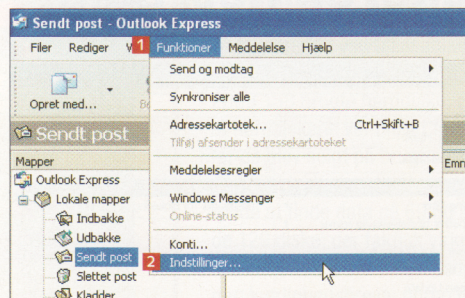 Sendt post - Outlook Express
Filer Rediger V 1 Funktioner Meddelelse Hjælp
Send og modtag
Synkroniser alle
Opret med...
Adressekartotek... Ctrl+Skift+B
Tilføj afsender i adressekartoteket
Sendt post
Mapper
Emn
Meddelelsesregler
Outlook Express
Windows Messenger
Lokale mapper
Online-status
Indbakke
Udbakke
Konti...
Sendt post
2 Indstillinger...
Slettet post
Kladder